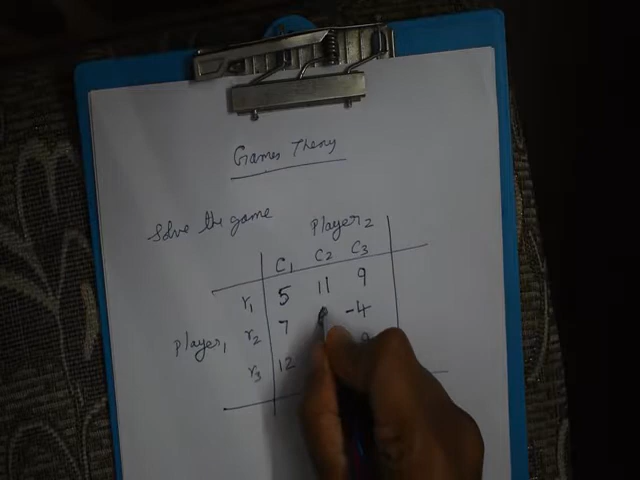 Games Theory
Solve the game
Player 2
C1 C2 C3
r1 5 11 9
r2 7 -4
Player 1
r3 12